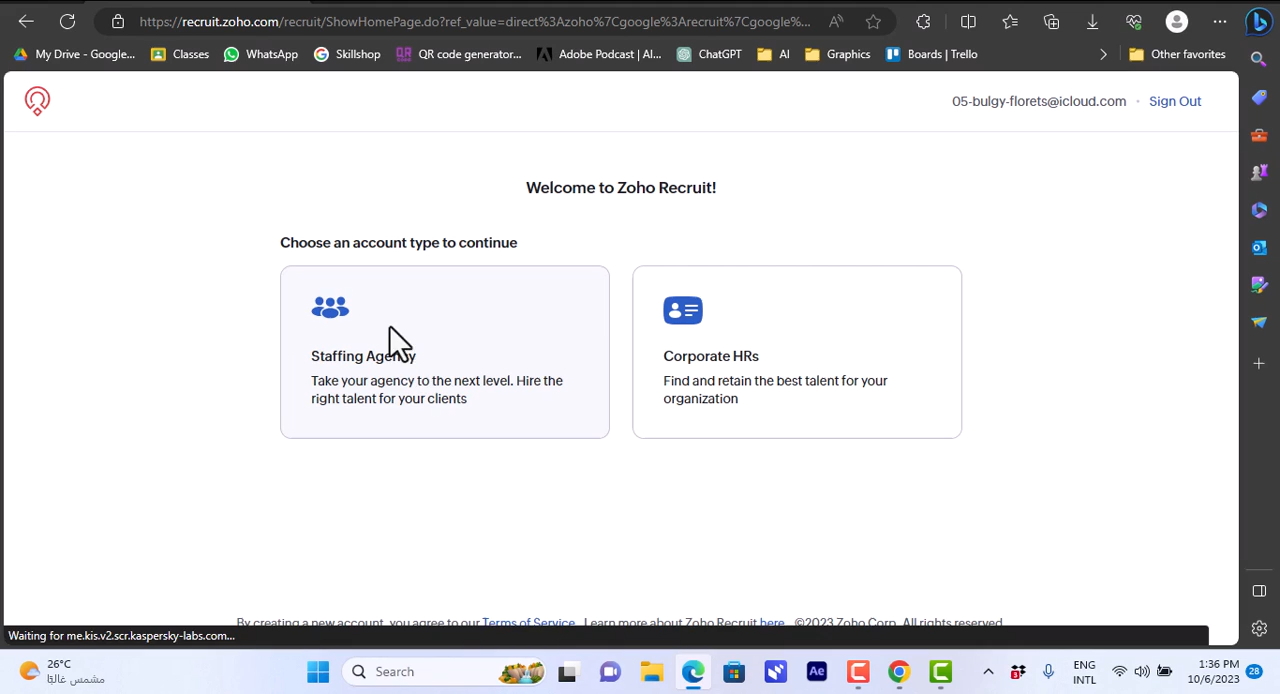 https://recruit.zoho.com/recruit/ShowHomePage.do?ref_value=direct%3Azoho%7Cgoogle%3Arecruit%7Cgoogle%...
My Drive - Google... Classes WhatsApp Skillshop QR code generator... Adobe Podcast | AI... ChatGPT AI Graphics Boards | Trello Other favorites
05-bulgy-florets@icloud.com · Sign Out
Welcome to Zoho Recruit!
Choose an account type to continue
Staffing Agency
Take your agency to the next level. Hire the
right talent for your clients
Corporate HRs
Find and retain the best talent for your
organization
By creating a new account, you agree to our Terms of Service. Learn more about Zoho Recruit here ©2023 Zoho Corp. All rights reserved
Waiting for me.kis.v2.scr.kaspersky-labs.com...
26°C
مشمس غالبًا
Search
Ae
ENG
INTL
1:36 PM
10/6/2023
28